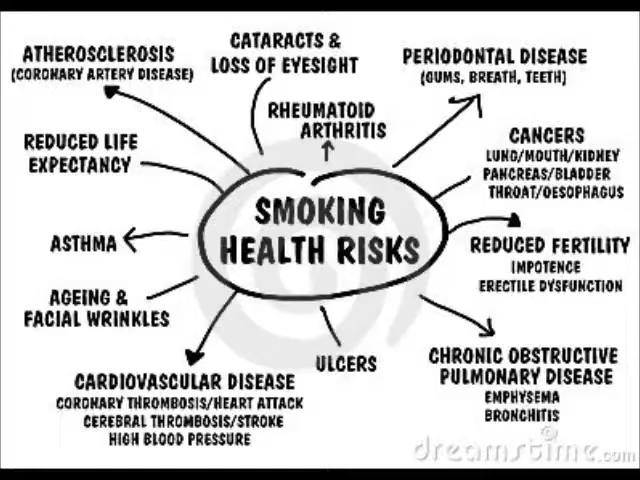 ATHEROSCLEROSIS
(CORONARY ARTERY DISEASE)
CATARACTS &
LOSS OF EYESIGHT
PERIODONTAL DISEASE
(GUMS, BREATH, TEETH)
RHEUMATOID
ARTHRITIS
REDUCED LIFE
EXPECTANCY
CANCERS
LUNG/MOUTH/KIDNEY
PANCREAS/BLADDER
THROAT/OESOPHAGUS
SMOKING
HEALTH RISKS
ASTHMA
REDUCED FERTILITY
IMPOTENCE
ERECTILE DYSFUNCTION
AGEING &
FACIAL WRINKLES
ULCERS
CHRONIC OBSTRUCTIVE
PULMONARY DISEASE
EMPHYSEMA
BRONCHITIS
CARDIOVASCULAR DISEASE
CORONARY THROMBOSIS/HEART ATTACK
CEREBRAL THROMBOSIS/STROKE
HIGH BLOOD PRESSURE
dreamstime.com